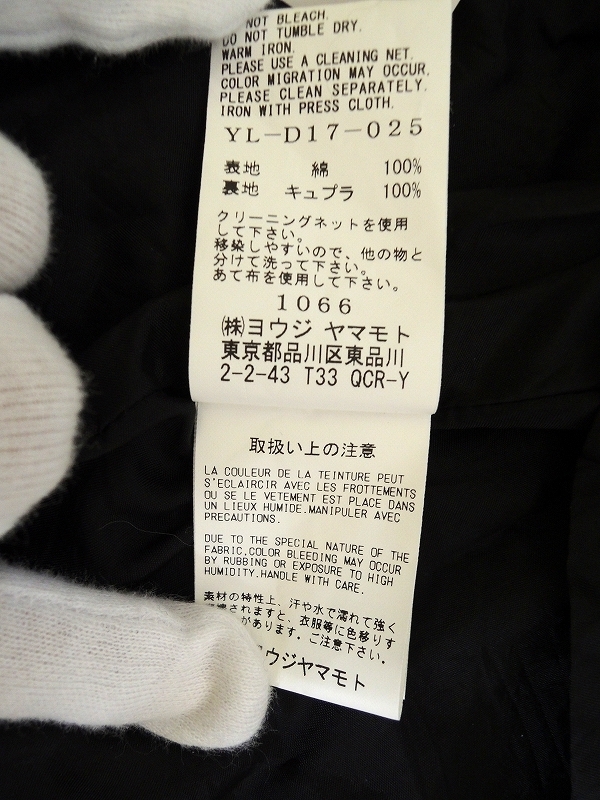 NOT BLEACH.
DO NOT TUMBLE DRY.
WARM IRON.
PLEASE USE A CLEANING NET.
COLOR MIGRATION MAY OCCUR,
PLEASE CLEAN SEPARATELY.
IRON WITH PRESS CLOTH.
YL-D17-025
表地 綿 100%
裏地 キュプラ 100%
クリーニングネットを使用
して下さい。
移染しやすいので、他の物と
分けて洗って下さい。
あて布を使用して下さい。
1066
㈱ヨウジ ヤマモト
東京都品川区東品川
2-2-43 T33 QCR-Y
取扱い上の注意
LA COULEUR DE LA TEINTURE PEUT
S'ECLAIRCIR AVEC LES FROTTEMENTS
OU SE LE VETEMENT EST PLACE DANS
UN LIEUX HUMIDE.MANIPULER AVEC
PRECAUTIONS.
DUE TO THE SPECIAL NATURE OF THE
FABRIC,COLOR BLEEDING MAY OCCUR
BY RUBBING OR EXPOSURE TO HIGH
HUMIDITY.HANDLE WITH CARE.
素材の特性上、汗や水で濡れて強く
されますと、衣服等に色移りす
があります。ご注意下さい。
ヨウジヤマモト